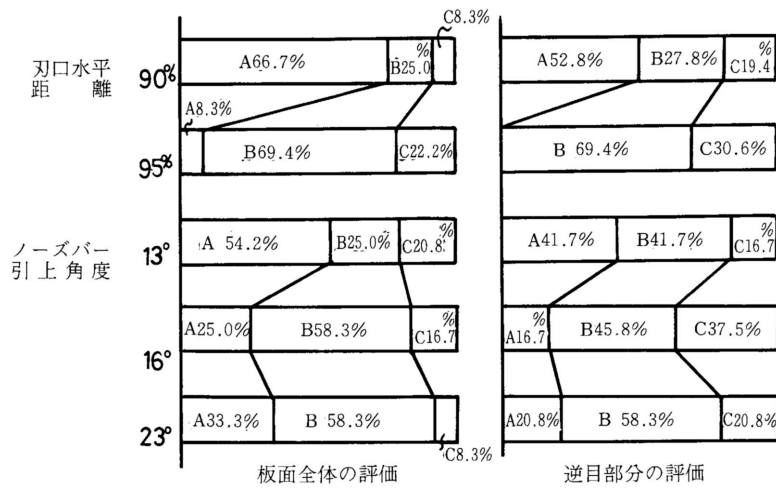 C8.3%
刃口水平
距 離
90%
A66.7%
%
B25.0
A52.8%
B27.8%
%
C19.4
A8.3%
95%
B69.4%
C22.2%
B 69.4%
C30.6%
ノーズバー
引上角度
13°
A 54.2%
B25.0%
%
C20.8
A41.7%
B41.7%
%
C16.7
16°
A25.0%
B58.3%
%
C16.7
%
A16.7
B45.8%
C37.5%
23°
A33.3%
B 58.3%
C8.3%
A20.8%
B 58.3%
C20.8%
板面全体の評価
逆目部分の評価